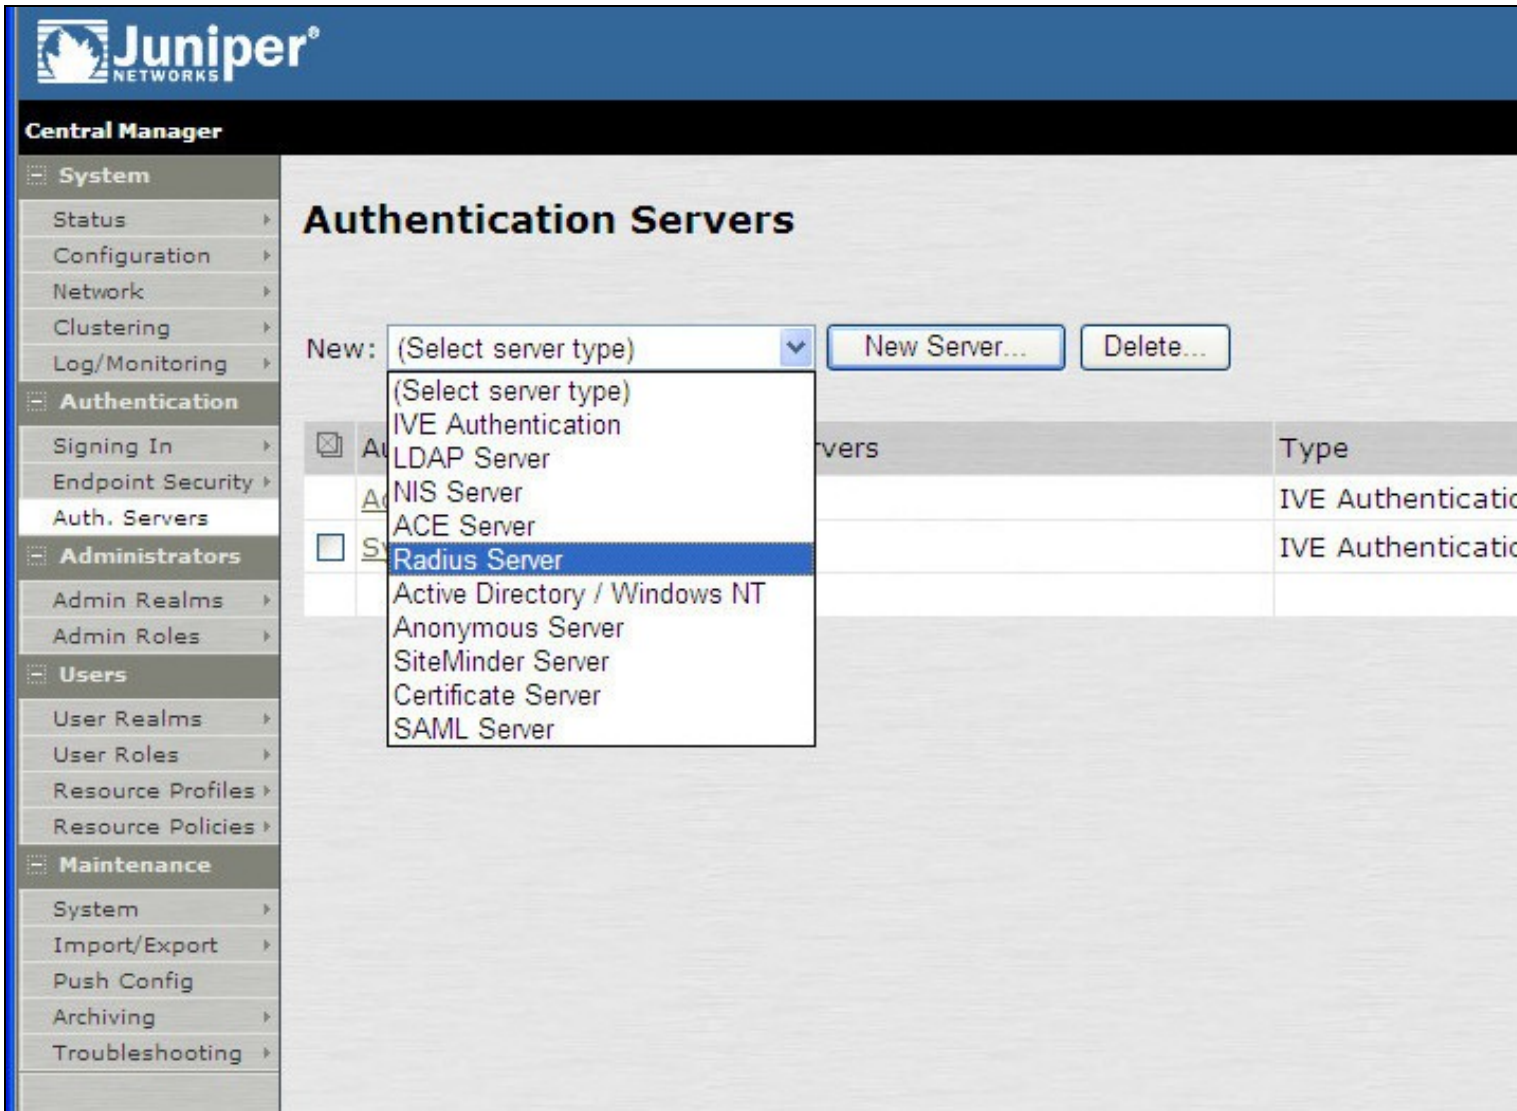 Juniper®
NETWORKS
Central Manager
System
Status
Configuration
Network
Clustering
Log/Monitoring
Authentication
Signing In
Endpoint Security
Auth. Servers
Administrators
Admin Realms
Admin Roles
Users
User Realms
User Roles
Resource Profiles
Resource Policies
Maintenance
System
Import/Export
Push Config
Archiving
Troubleshooting
Authentication Servers
New: (Select server type) New Server... Delete...
(Select server type)
IVE Authentication
LDAP Server
NIS Server
ACE Server
Radius Server
Active Directory / Windows NT
Anonymous Server
SiteMinder Server
Certificate Server
SAML Server
Type
IVE
IVE